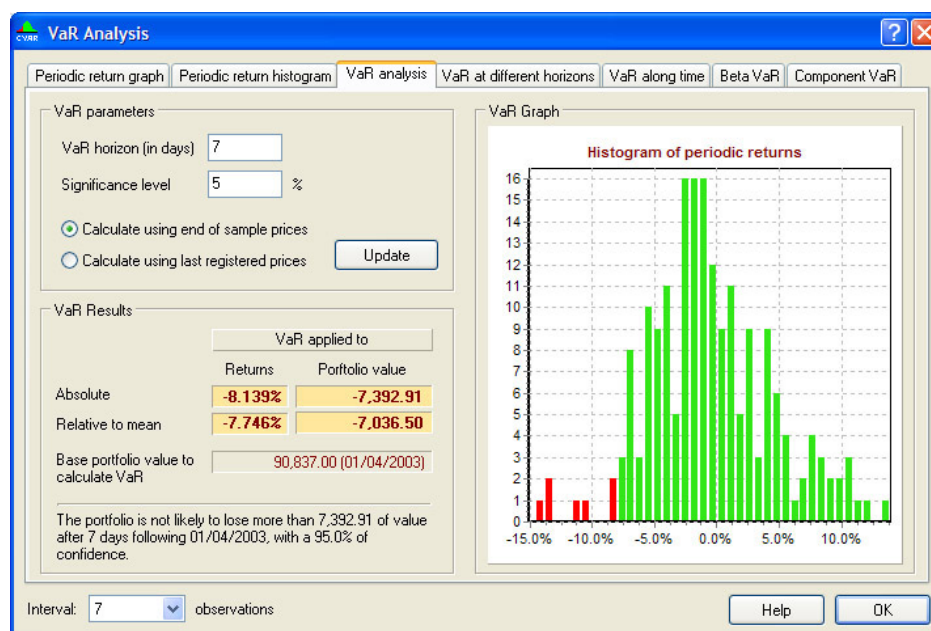 CVAR VaR Analysis
Periodic return graph Periodic return histogram VaR analysis VaR at different horizons VaR along time Beta VaR Component VaR
VaR parameters
VaR horizon (in days) 7
Significance level 5 %
Calculate using end of sample prices
Calculate using last registered prices
Update
VaR Results
VaR applied to
Returns Porftolio value
Absolute -8.139% -7,392.91
Relative to mean -7.746% -7,036.50
Base portfolio value to
calculate VaR
90,837.00 (01/04/2003)
The portfolio is not likely to lose more than 7,392.91 of value
after 7 days following 01/04/2003, with a 95.0% of
confidence.
VaR Graph
Histogram of periodic returns
16
15
14
13
12
11
10
9
8
7
6
5
4
3
2
1
0
-15.0% -10.0% -5.0% 0.0% 5.0% 10.0%
Interval: 7 observations
Help OK